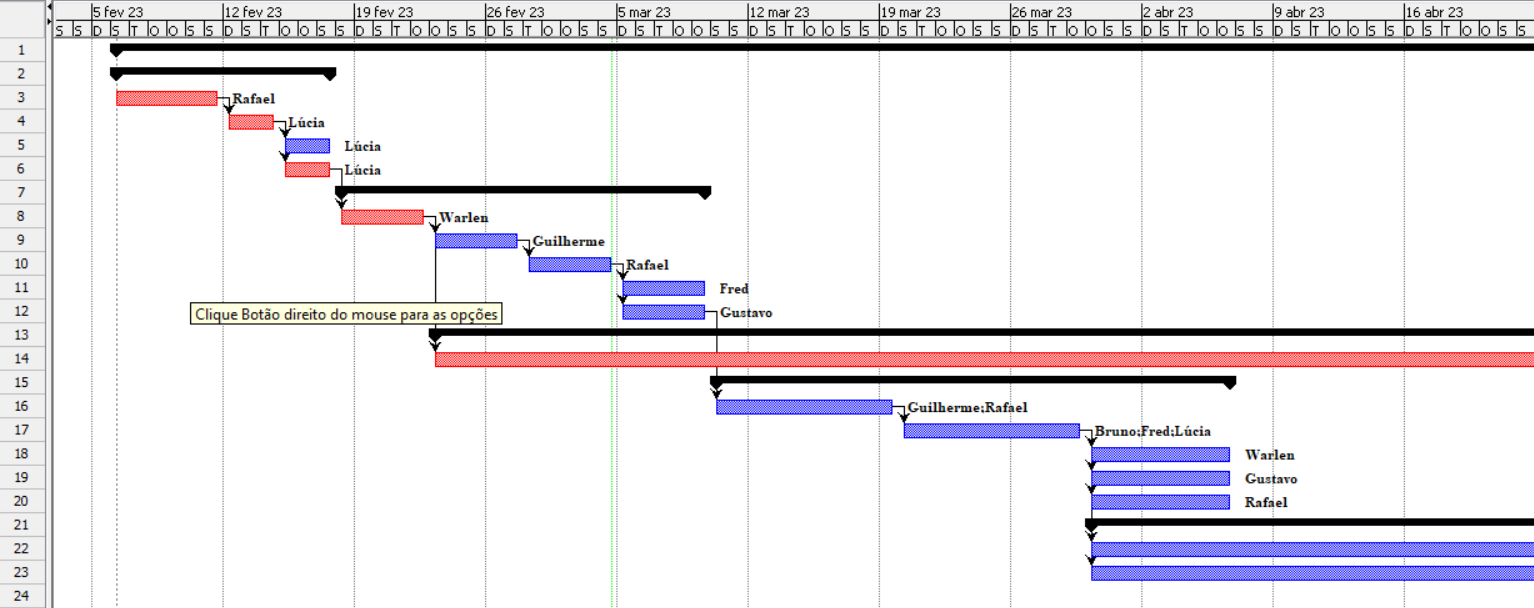 5 fev 23 12 fev 23 19 fev 23 26 fev 23 5 mar 23 12 mar 23 19 mar 23 26 mar 23 2 abr 23 9 abr 23 16 abr 23
S S D S T Q Q S S D S T Q Q S S D S T Q Q S S D S T Q Q S S D S T Q Q S S D S T Q Q S S D S T Q Q S S D S T Q Q S S D S T Q Q S S D S T Q Q S S D S T Q Q S S
1
2
3 Rafael
4 Lúcia
5 Lúcia
6 Lúcia
7
8 Warlen
9 Guilherme
10 Rafael
11 Fred
12 Gustavo
Clique Botão direito do mouse para as opções
13
14
15
16 Guilherme;Rafael
17 Bruno;Fred;Lúcia
18 Warlen
19 Gustavo
20 Rafael
21
22
23
24